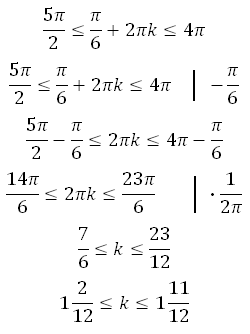 5π/2 ≤ π/6 + 2πk ≤ 4π
5π/2 ≤ π/6 + 2πk ≤ 4π | − π/6
5π/2 − π/6 ≤ 2πk ≤ 4π − π/6
14π/6 ≤ 2πk ≤ 23π/6 | · 1/2π
7/6 ≤ k ≤ 23/12
1 2/12 ≤ k ≤ 1 11/12